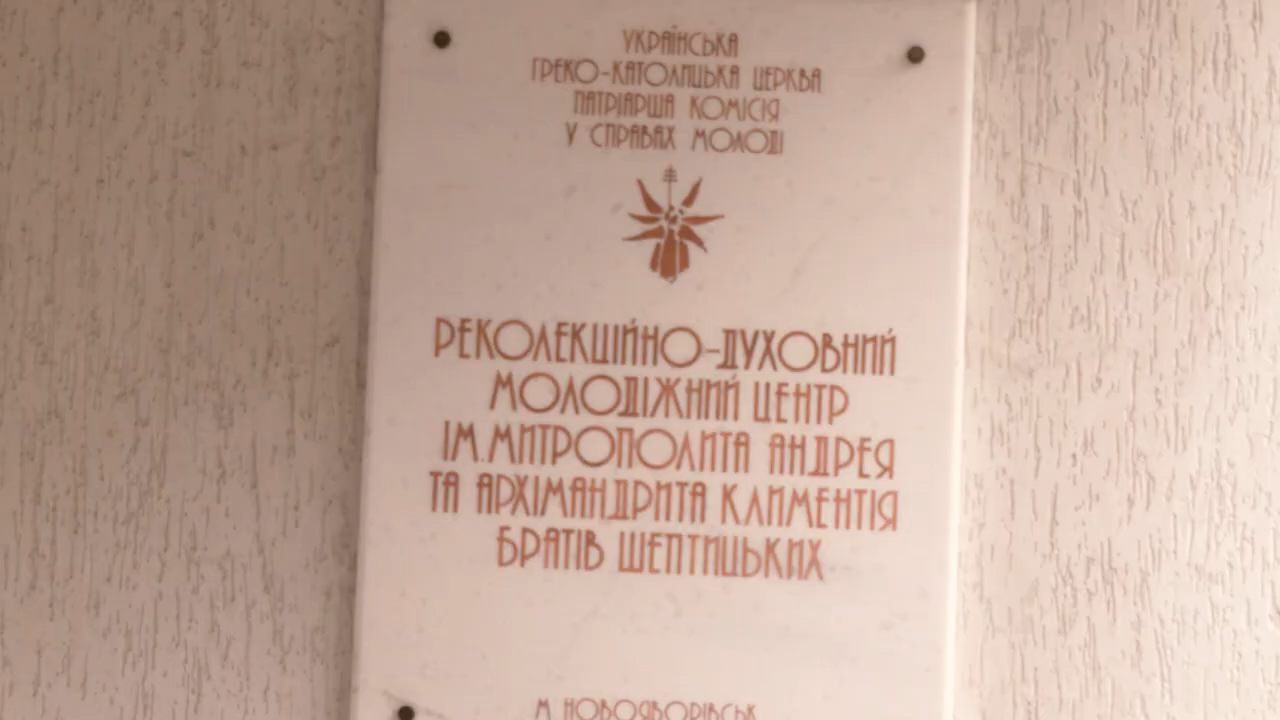 УКРАЇНСЬКА
ГРЕКО-КАТОЛИЦЬКА ЦЕРКВА
ПАТРІАРША КОМІСІЯ
У СПРАВАХ МОЛОДІ
РЕКОЛЕКЦІЙНО-ДУХОВНИЙ
МОЛОДІЖНИЙ ЦЕНТР
ІМ.МИТРОПОЛИТА АНДРЕЯ
ТА АРХІМАНДРИТА КЛИМЕНТІЯ
БРАТІВ ШЕПТИЦЬКИХ
М НОВОЯВОРІВСЬК